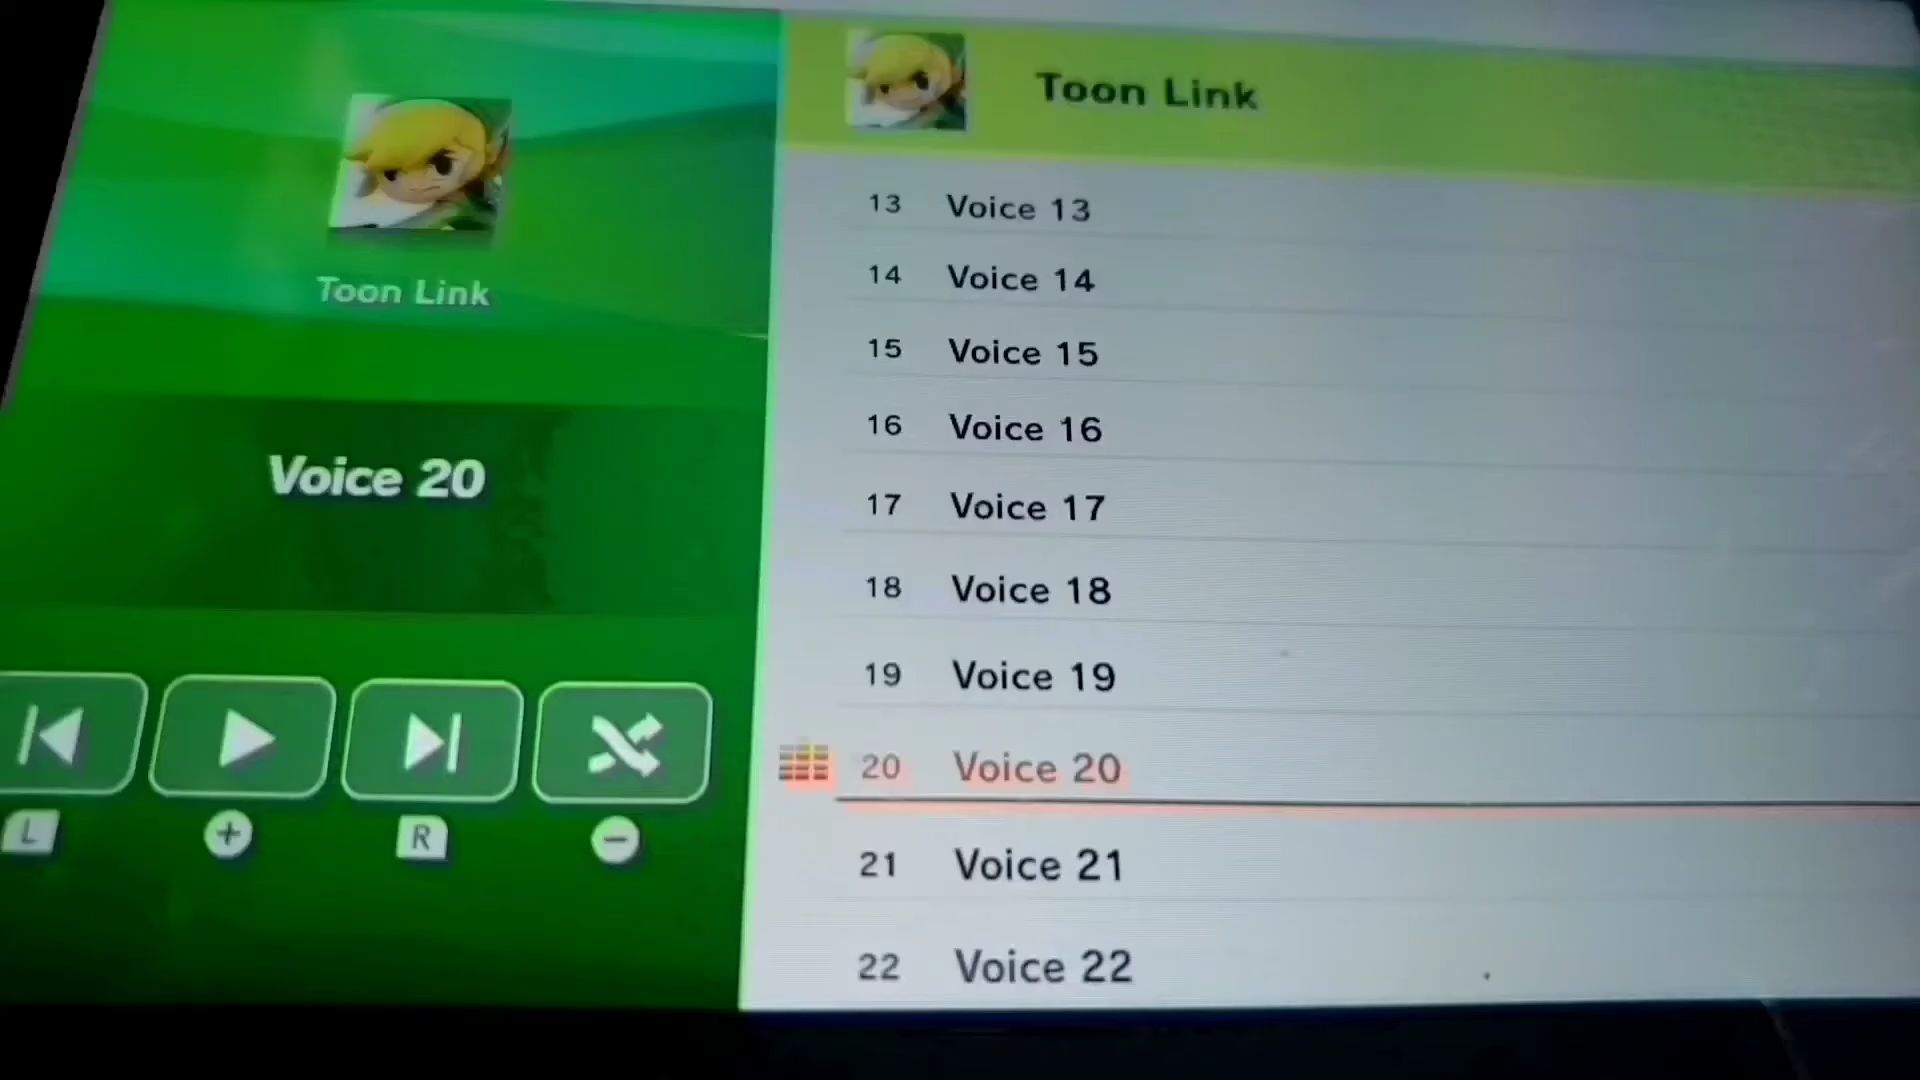 Toon Link
Voice 20
L
+
R
−
Toon Link
13 Voice 13
14 Voice 14
15 Voice 15
16 Voice 16
17 Voice 17
18 Voice 18
19 Voice 19
20 Voice 20
21 Voice 21
22 Voice 22